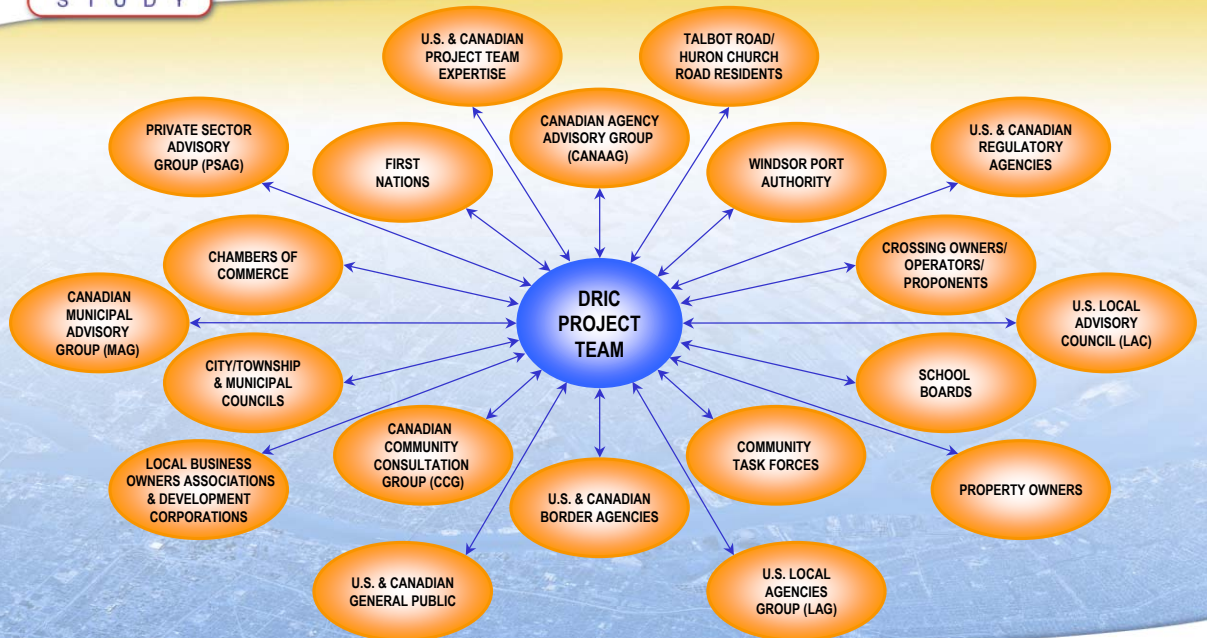 S T U D Y
U.S. & CANADIAN
PROJECT TEAM
EXPERTISE
TALBOT ROAD/
HURON CHURCH
ROAD RESIDENTS
PRIVATE SECTOR
ADVISORY
GROUP (PSAG)
FIRST
NATIONS
CANADIAN AGENCY
ADVISORY GROUP
(CANAAG)
WINDSOR PORT
AUTHORITY
U.S. & CANADIAN
REGULATORY
AGENCIES
CHAMBERS OF
COMMERCE
CROSSING OWNERS/
OPERATORS/
PROPONENTS
CANADIAN
MUNICIPAL
ADVISORY
GROUP (MAG)
DRIC
PROJECT
TEAM
U.S. LOCAL
ADVISORY
COUNCIL (LAC)
CITY/TOWNSHIP
& MUNICIPAL
COUNCILS
SCHOOL
BOARDS
CANADIAN
COMMUNITY
CONSULTATION
GROUP (CCG)
COMMUNITY
TASK FORCES
LOCAL BUSINESS
OWNERS ASSOCIATIONS
& DEVELOPMENT
CORPORATIONS
U.S. & CANADIAN
BORDER AGENCIES
PROPERTY OWNERS
U.S. & CANADIAN
GENERAL PUBLIC
U.S. LOCAL
AGENCIES
GROUP (LAG)